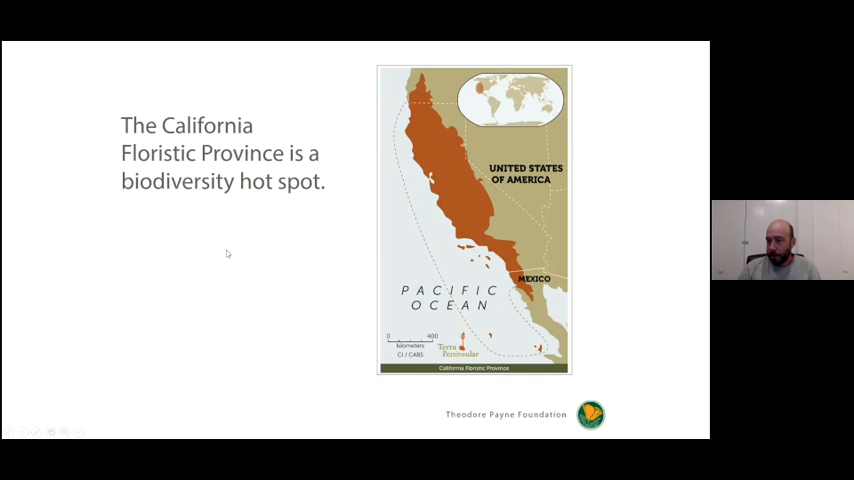 The California
Floristic Province is a
biodiversity hot spot.
UNITED STATES
OF AMERICA
MEXICO
PACIFIC
OCEAN
0 400
kilometers
CI / CABS
Terra
Peninsular
California Floristic Province
Theodore Payne Foundation